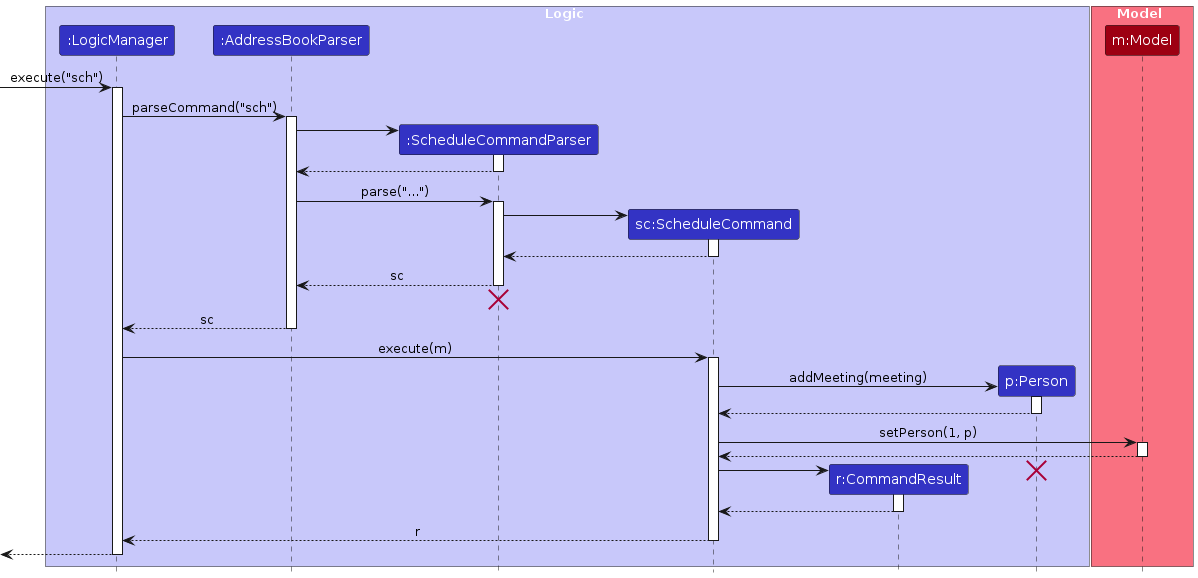 Logic
Model
:LogicManager
:AddressBookParser
m:Model
execute("sch")
parseCommand("sch")
:ScheduleCommandParser
parse("...")
sc:ScheduleCommand
sc
sc
execute(m)
addMeeting(meeting)
p:Person
setPerson(1, p)
r:CommandResult
r